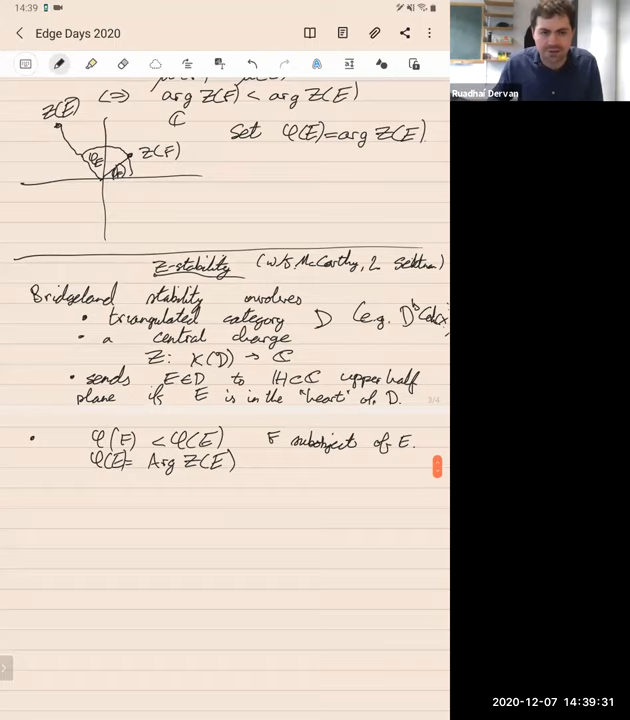 14:39
Edge Days 2020
Ruadhaí Dervan
⇔ arg Z(F) < arg Z(E)
Z(E)
ℂ
Set φ(E)=arg Z(E).
Z(F)
φE
Z-stability (w/ J. McCarthy, L Sektnan)
Bridgeland stability involves
• triangulated category D (e.g. DᵇCoh(X)
• a central charge
Z: K(D) → ℂ
• sends E∈D to ℍ⊂ℂ upper half
plane if E is in the "heart" of D.
3/4
• φ(F) < φ(E) F subobject of E.
φ(E)= Arg Z(E)
2020-12-07 14:39:31